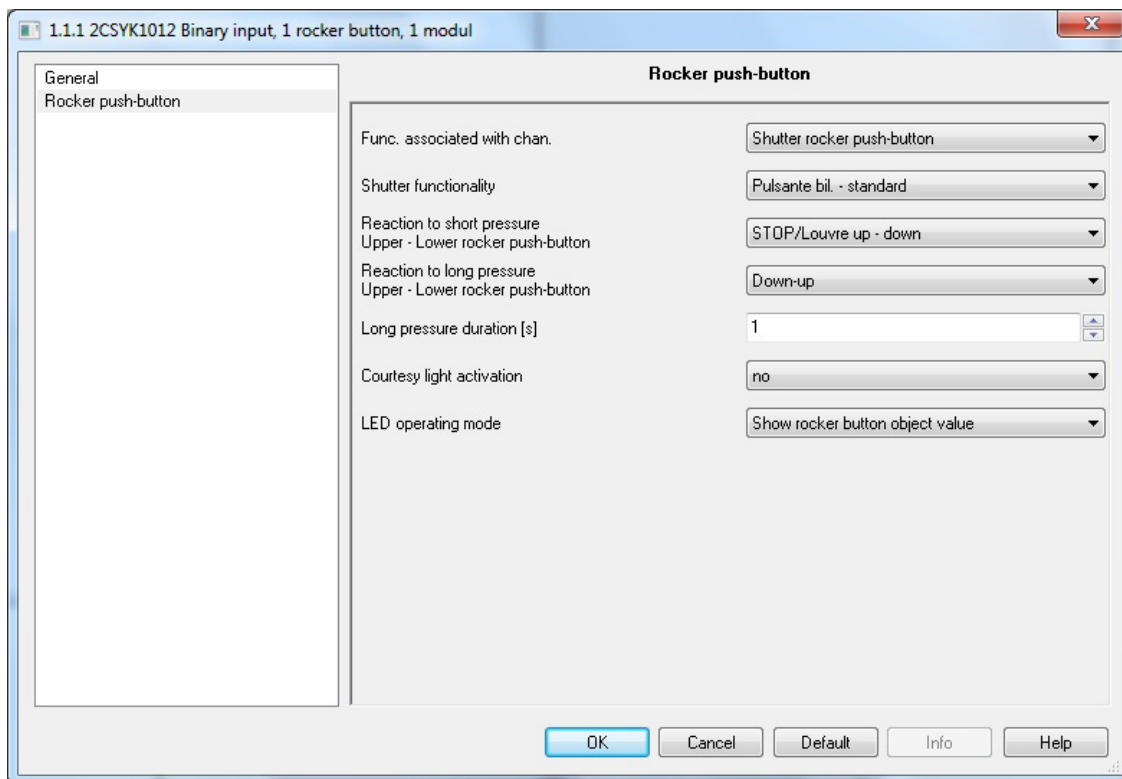 1.1.1 2CSYK1012 Binary input, 1 rocker button, 1 modul
General
Rocker push-button
Rocker push-button
Func. associated with chan.
Shutter rocker push-button
Shutter functionality
Pulsante bil. - standard
Reaction to short pressure
Upper - Lower rocker push-button
STOP/Louvre up - down
Reaction to long pressure
Upper - Lower rocker push-button
Down-up
Long pressure duration [s]
1
Courtesy light activation
no
LED operating mode
Show rocker button object value
OK
Cancel
Default
Info
Help